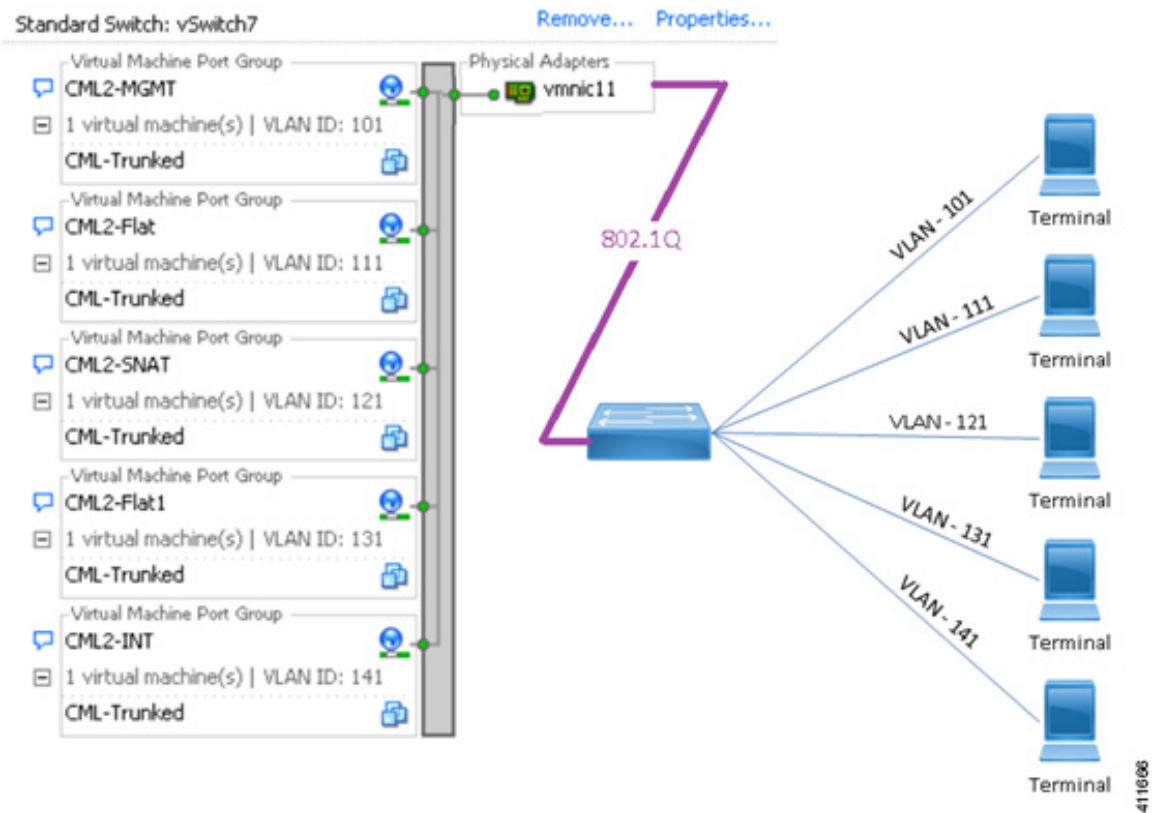 Standard Switch: vSwitch7
Remove... Properties...
Virtual Machine Port Group
CML2-MGMT
1 virtual machine(s) | VLAN ID: 101
CML-Trunked
Physical Adapters
vmnic11
Virtual Machine Port Group
CML2-Flat
1 virtual machine(s) | VLAN ID: 111
CML-Trunked
Virtual Machine Port Group
CML2-SNAT
1 virtual machine(s) | VLAN ID: 121
CML-Trunked
Virtual Machine Port Group
CML2-Flat1
1 virtual machine(s) | VLAN ID: 131
CML-Trunked
Virtual Machine Port Group
CML2-INT
1 virtual machine(s) | VLAN ID: 141
CML-Trunked
802.1Q
VLAN - 101
Terminal
VLAN - 111
Terminal
VLAN - 121
Terminal
VLAN - 131
Terminal
VLAN - 141
Terminal
411666